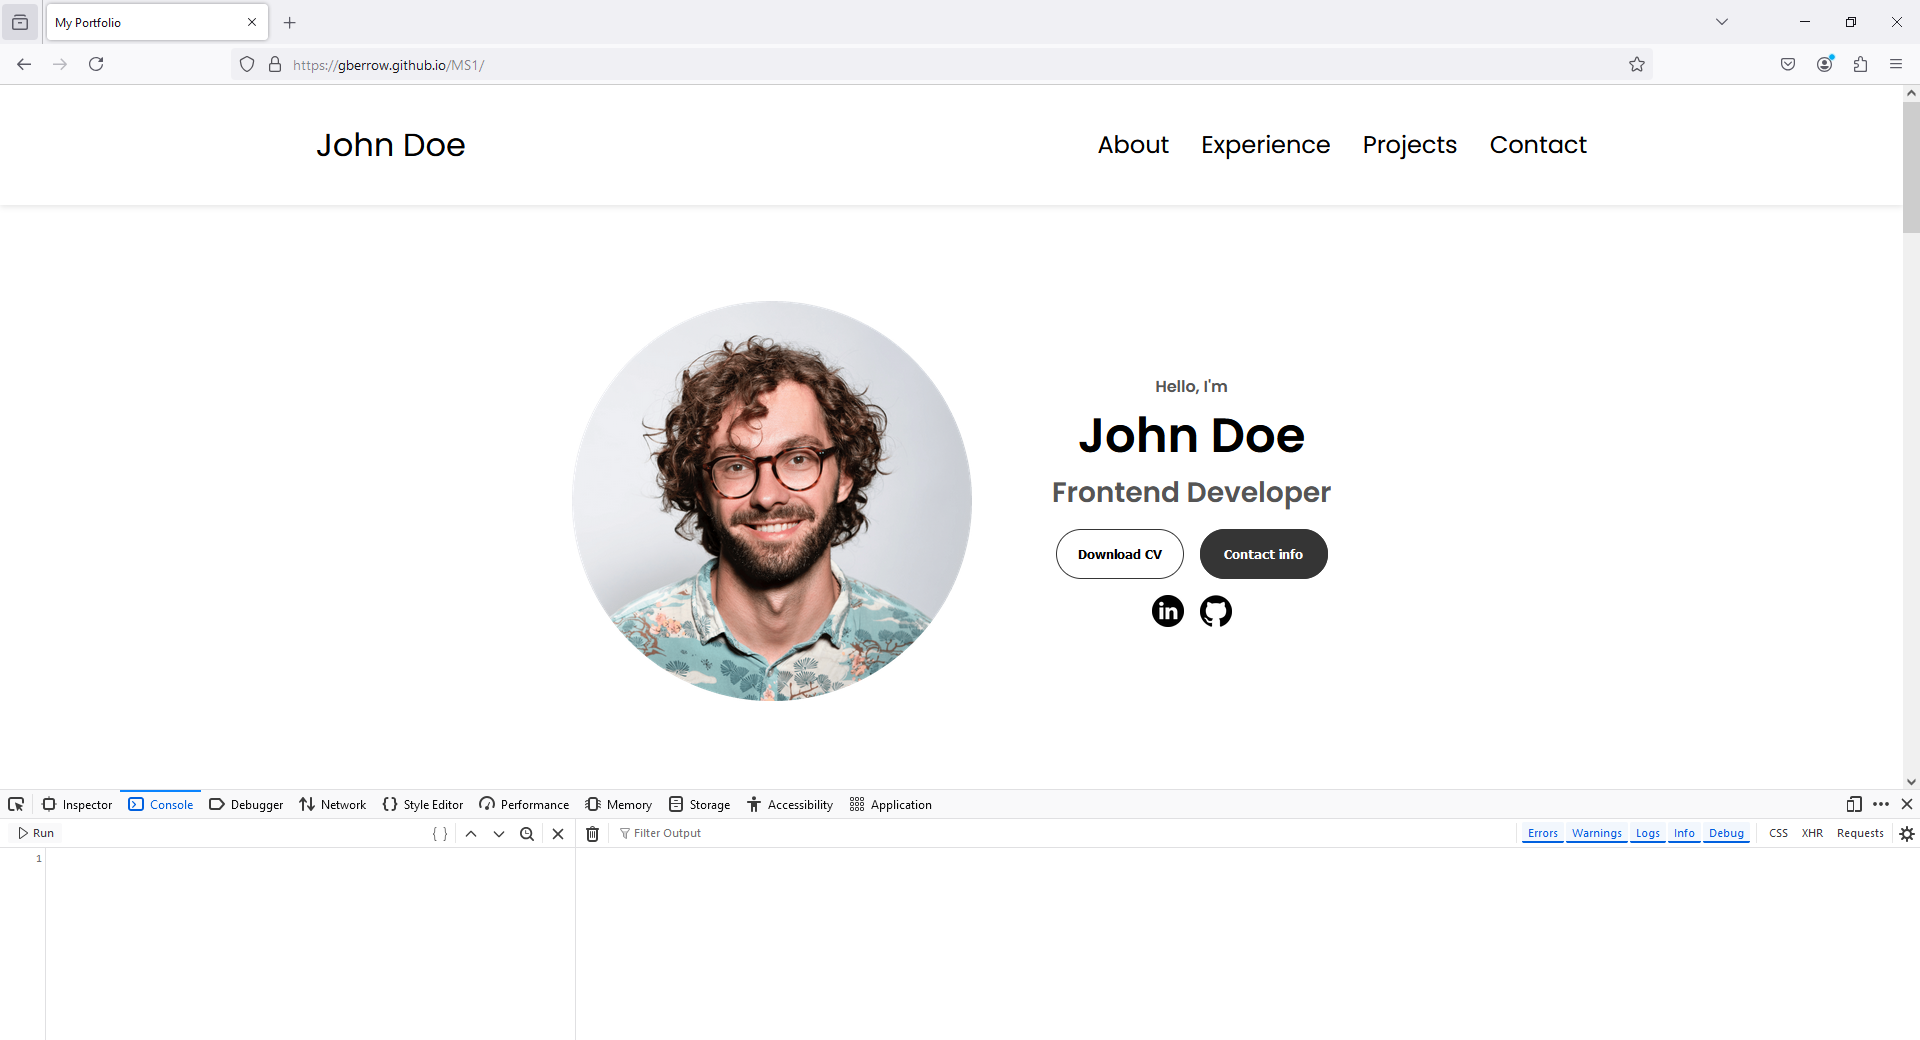 My Portfolio
https://gberrow.github.io/MS1/
John Doe
About Experience Projects Contact
Hello, I'm
John Doe
Frontend Developer
Download CV Contact info
in
Inspector Console Debugger Network Style Editor Performance Memory Storage Accessibility Application
Run { } Filter Output Errors Warnings Logs Info Debug CSS XHR Requests
1